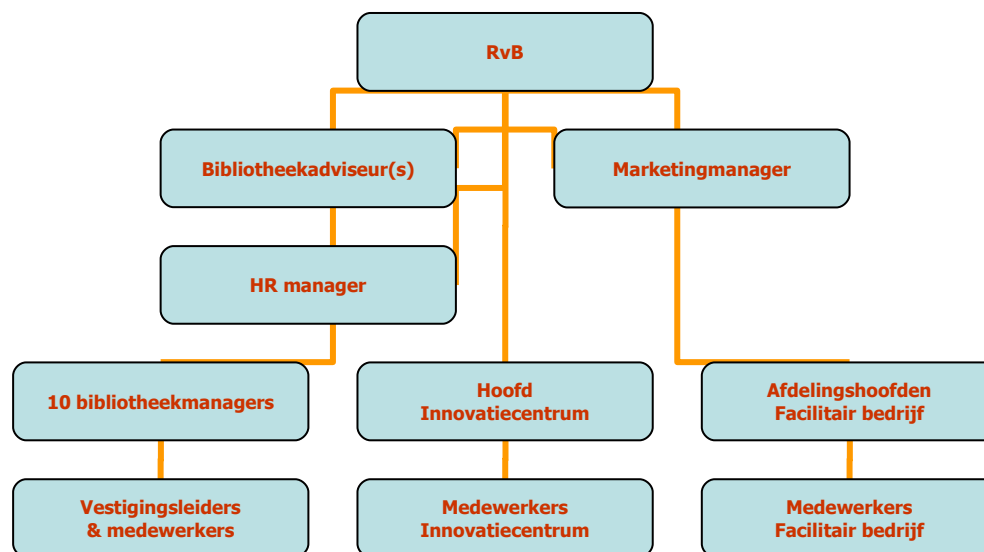 RvB
Bibliotheekadviseur(s)
Marketingmanager
HR manager
10 bibliotheekmanagers
Hoofd
Innovatiecentrum
Afdelingshoofden
Facilitair bedrijf
Vestigingsleiders
& medewerkers
Medewerkers
Innovatiecentrum
Medewerkers
Facilitair bedrijf